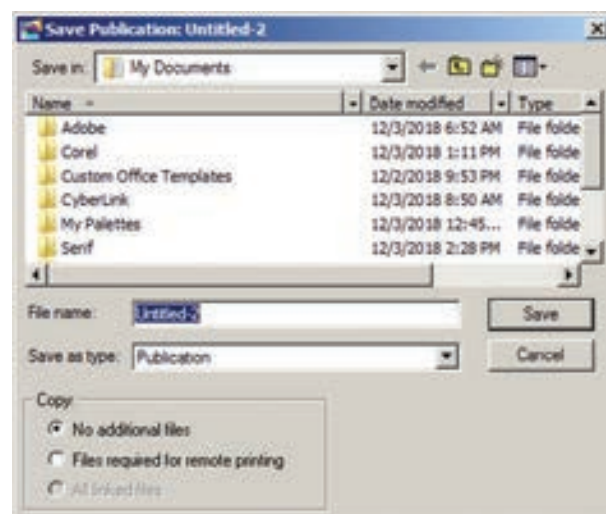 Save Publication: Untitled-2
Save in: My Documents
Name Date modified Type
Adobe 12/3/2018 6:52 AM File folde
Corel 12/3/2018 1:11 PM File folde
Custom Office Templates 12/2/2018 9:53 PM File folde
CyberLink 12/3/2018 8:50 AM File folde
My Palettes 12/3/2018 12:45... File folde
Serif 12/3/2018 2:28 PM File folde
File name: Untitled-2 Save
Save as type: Publication Cancel
Copy
No additional files
Files required for remote printing
All linked files